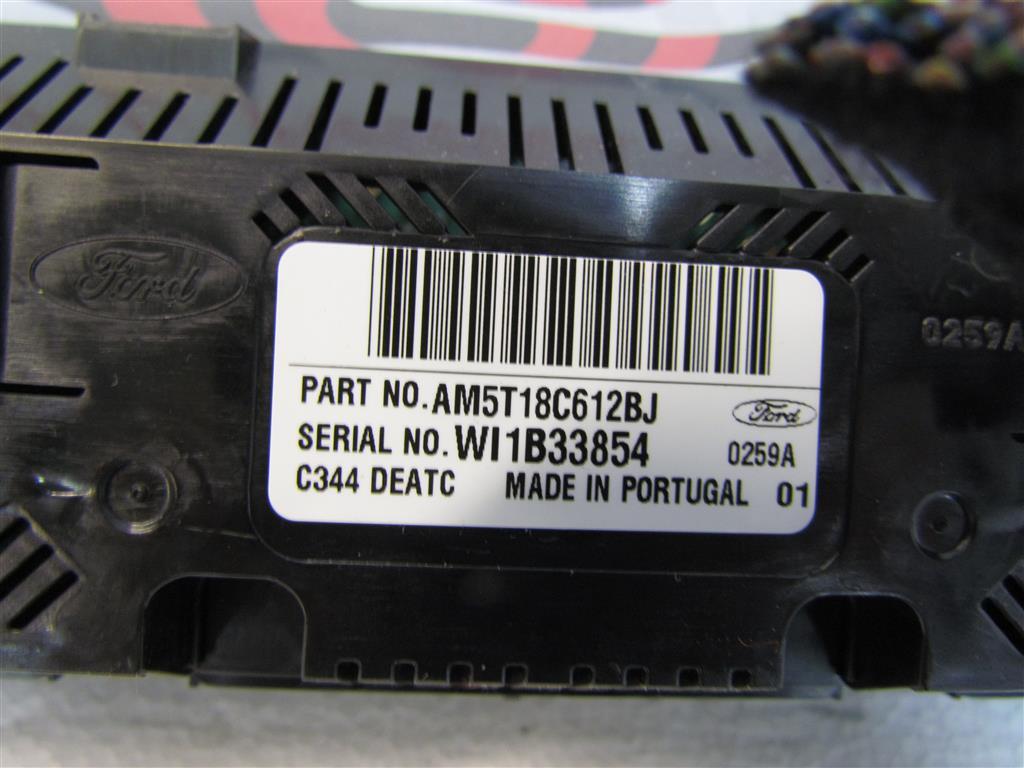 Ford
0259A
PART NO. AM5T18C612BJ
Ford
SERIAL NO. WI1B33854
0259A
C344 DEATC MADE IN PORTUGAL 01